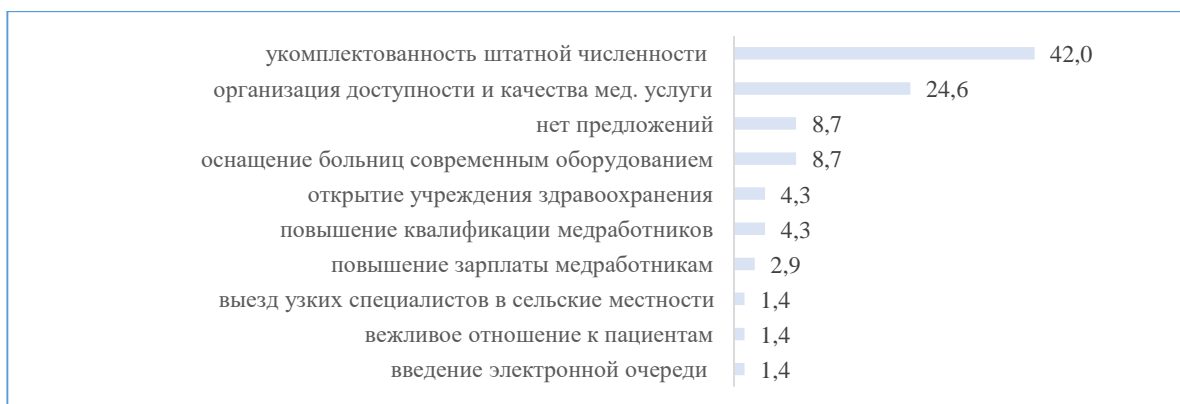 укомплектованность штатной численности 42,0
организация доступности и качества мед. услуги 24,6
нет предложений 8,7
оснащение больниц современным оборудованием 8,7
открытие учреждения здравоохранения 4,3
повышение квалификации медработников 4,3
повышение зарплаты медработникам 2,9
выезд узких специалистов в сельские местности 1,4
вежливое отношение к пациентам 1,4
введение электронной очереди 1,4